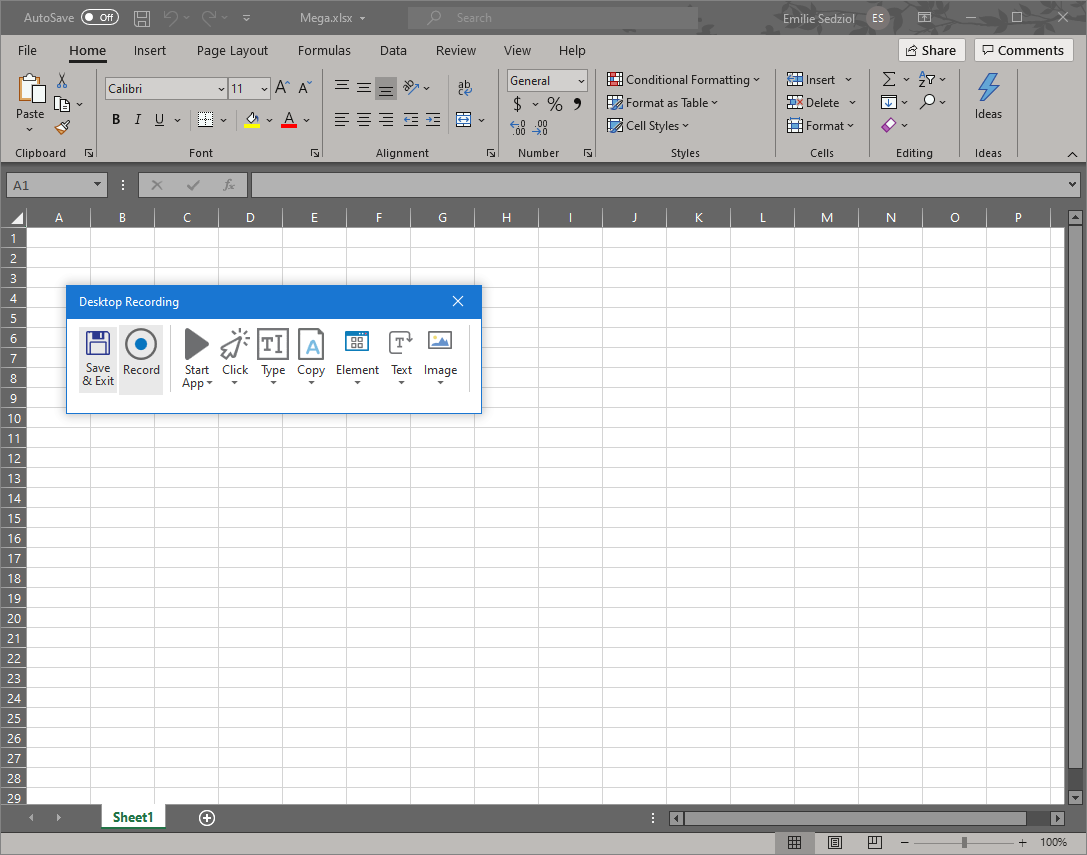 AutoSave Off Mega.xlsx Search Emilie Sedziol ES
File Home Insert Page Layout Formulas Data Review View Help Share Comments
Paste
Calibri 11
B I U A
A A
ab
General
$ % 9
.00 .00
Conditional Formatting
Format as Table
Cell Styles
Insert
Delete
Format
Ideas
Clipboard Font Alignment Number Styles Cells Editing Ideas
A1 fx
A B C D E F G H I J K L M N O P
1
2
3
4
5
6
7
8
9
10
11
12
13
14
15
16
17
18
19
20
21
22
23
24
25
26
27
28
29
Desktop Recording
Save
& Exit
Record
Start
App
Click
Type
Copy
Element
Text
Image
Sheet1
100%